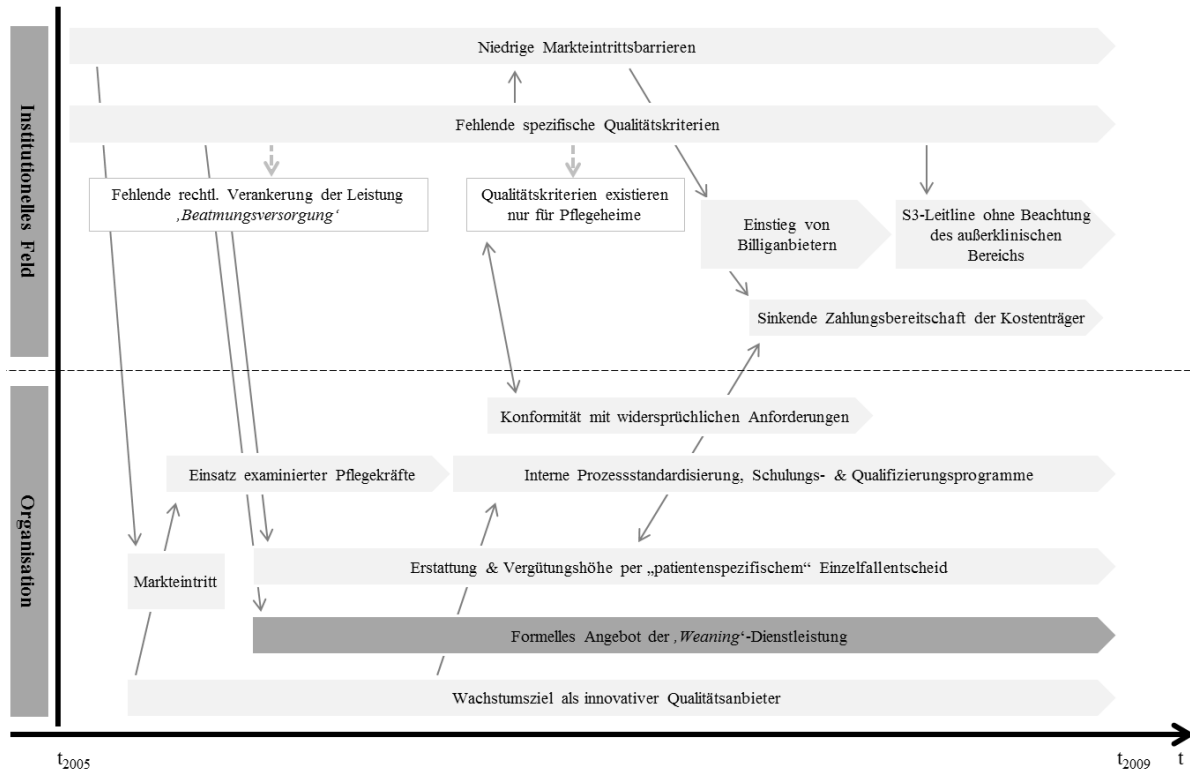 Institutionelles Feld
Niedrige Markteintrittsbarrieren
Fehlende spezifische Qualitätskriterien
Fehlende rechtl. Verankerung der Leistung
‚Beatmungsversorgung‘
Qualitätskriterien existieren
nur für Pflegeheime
Einstieg von
Billiganbietern
S3-Leitline ohne Beachtung
des außerklinischen
Bereichs
Sinkende Zahlungsbereitschaft der Kostenträger
Organisation
Konformität mit widersprüchlichen Anforderungen
Einsatz examinierter Pflegekräfte
Interne Prozessstandardisierung, Schulungs- & Qualifizierungsprogramme
Markteintritt
Erstattung & Vergütungshöhe per „patientenspezifischem“ Einzelfallentscheid
Formelles Angebot der ‚Weaning‘-Dienstleistung
Wachstumsziel als innovativer Qualitätsanbieter
t2005
t2009
t